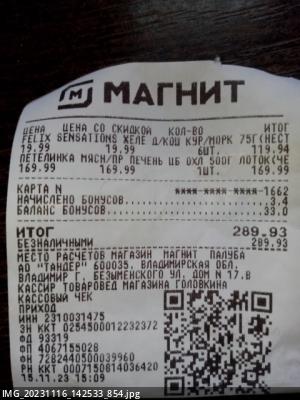 М МАГНИТ
ЦЕНА ЦЕНА СО СКИДКОЙ КОЛ-ВО ИТОГ
FELIX SENSATIONS ЖЕЛЕ Д/КОШ КУР/МОРК 75Г(НЕСТ
19.99 19.99 6ШТ. 119.94
ПЕТЕЛИНКА МЯСН/ПР ПЕЧЕНЬ ЦБ ОХЛ 500Г ЛОТОК(ЧЕ
169.99 169.99 1ШТ. 169.99
КАРТА N **** **** **** -1662
НАЧИСЛЕНО БОНУСОВ 3.4
БАЛАНС БОНУСОВ 33.0
ИТОГ 289.93
БЕЗНАЛИЧНЫМИ 289.93
МЕСТО РАСЧЕТОВ МАГАЗИН МАГНИТ ПАЛУБА
АО "ТАНДЕР" 600035, ВЛАДИМИРСКАЯ ОБЛ,
ВЛАДИМИР Г, БЕЗЫМЕНСКОГО УЛ, ДОМ N 17.В
КАССИР ТОВАРОВЕД МАГАЗИНА ГОЛОВКИНА
КАССОВЫЙ ЧЕК
ПРИХОД
ИНН 2310031475
ЗН ККТ 0254500012232372
ФД 93319
ФП 4067155028
ФН 7282440500039960
РН ККТ 0007150814036420
15.11.23 15:09
IMG_20231116_142533_854.jpg